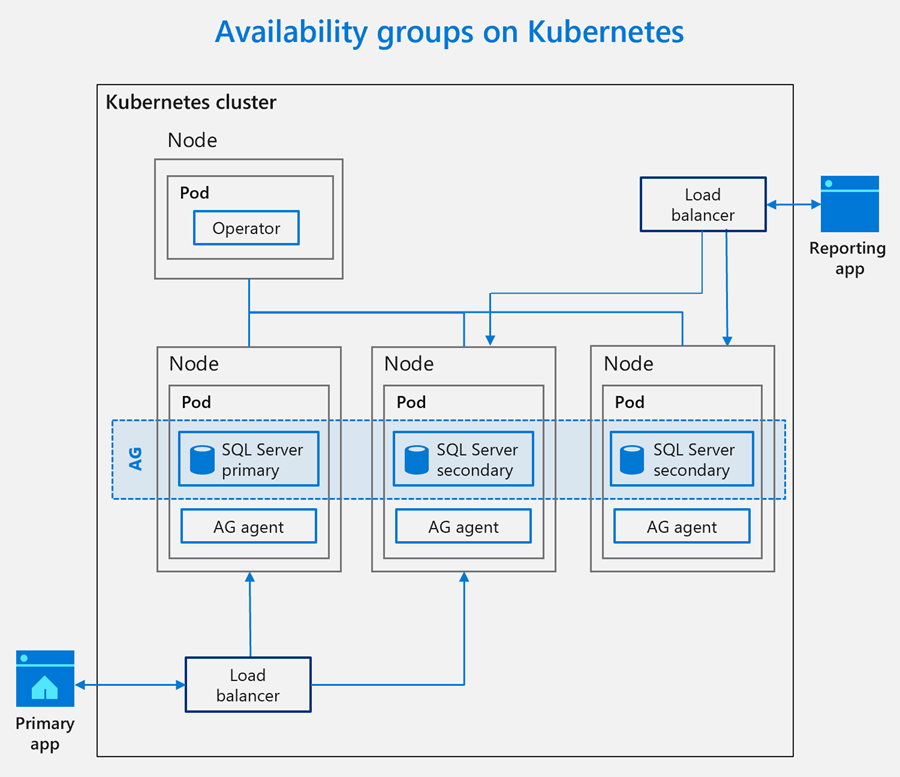 Availability groups on Kubernetes
Kubernetes cluster
Node
Pod
Operator
Load
balancer
Reporting
app
Node
Pod
SQL Server
primary
AG agent
Node
Pod
SQL Server
secondary
AG agent
Node
Pod
SQL Server
secondary
AG agent
AG
Load
balancer
Primary
app